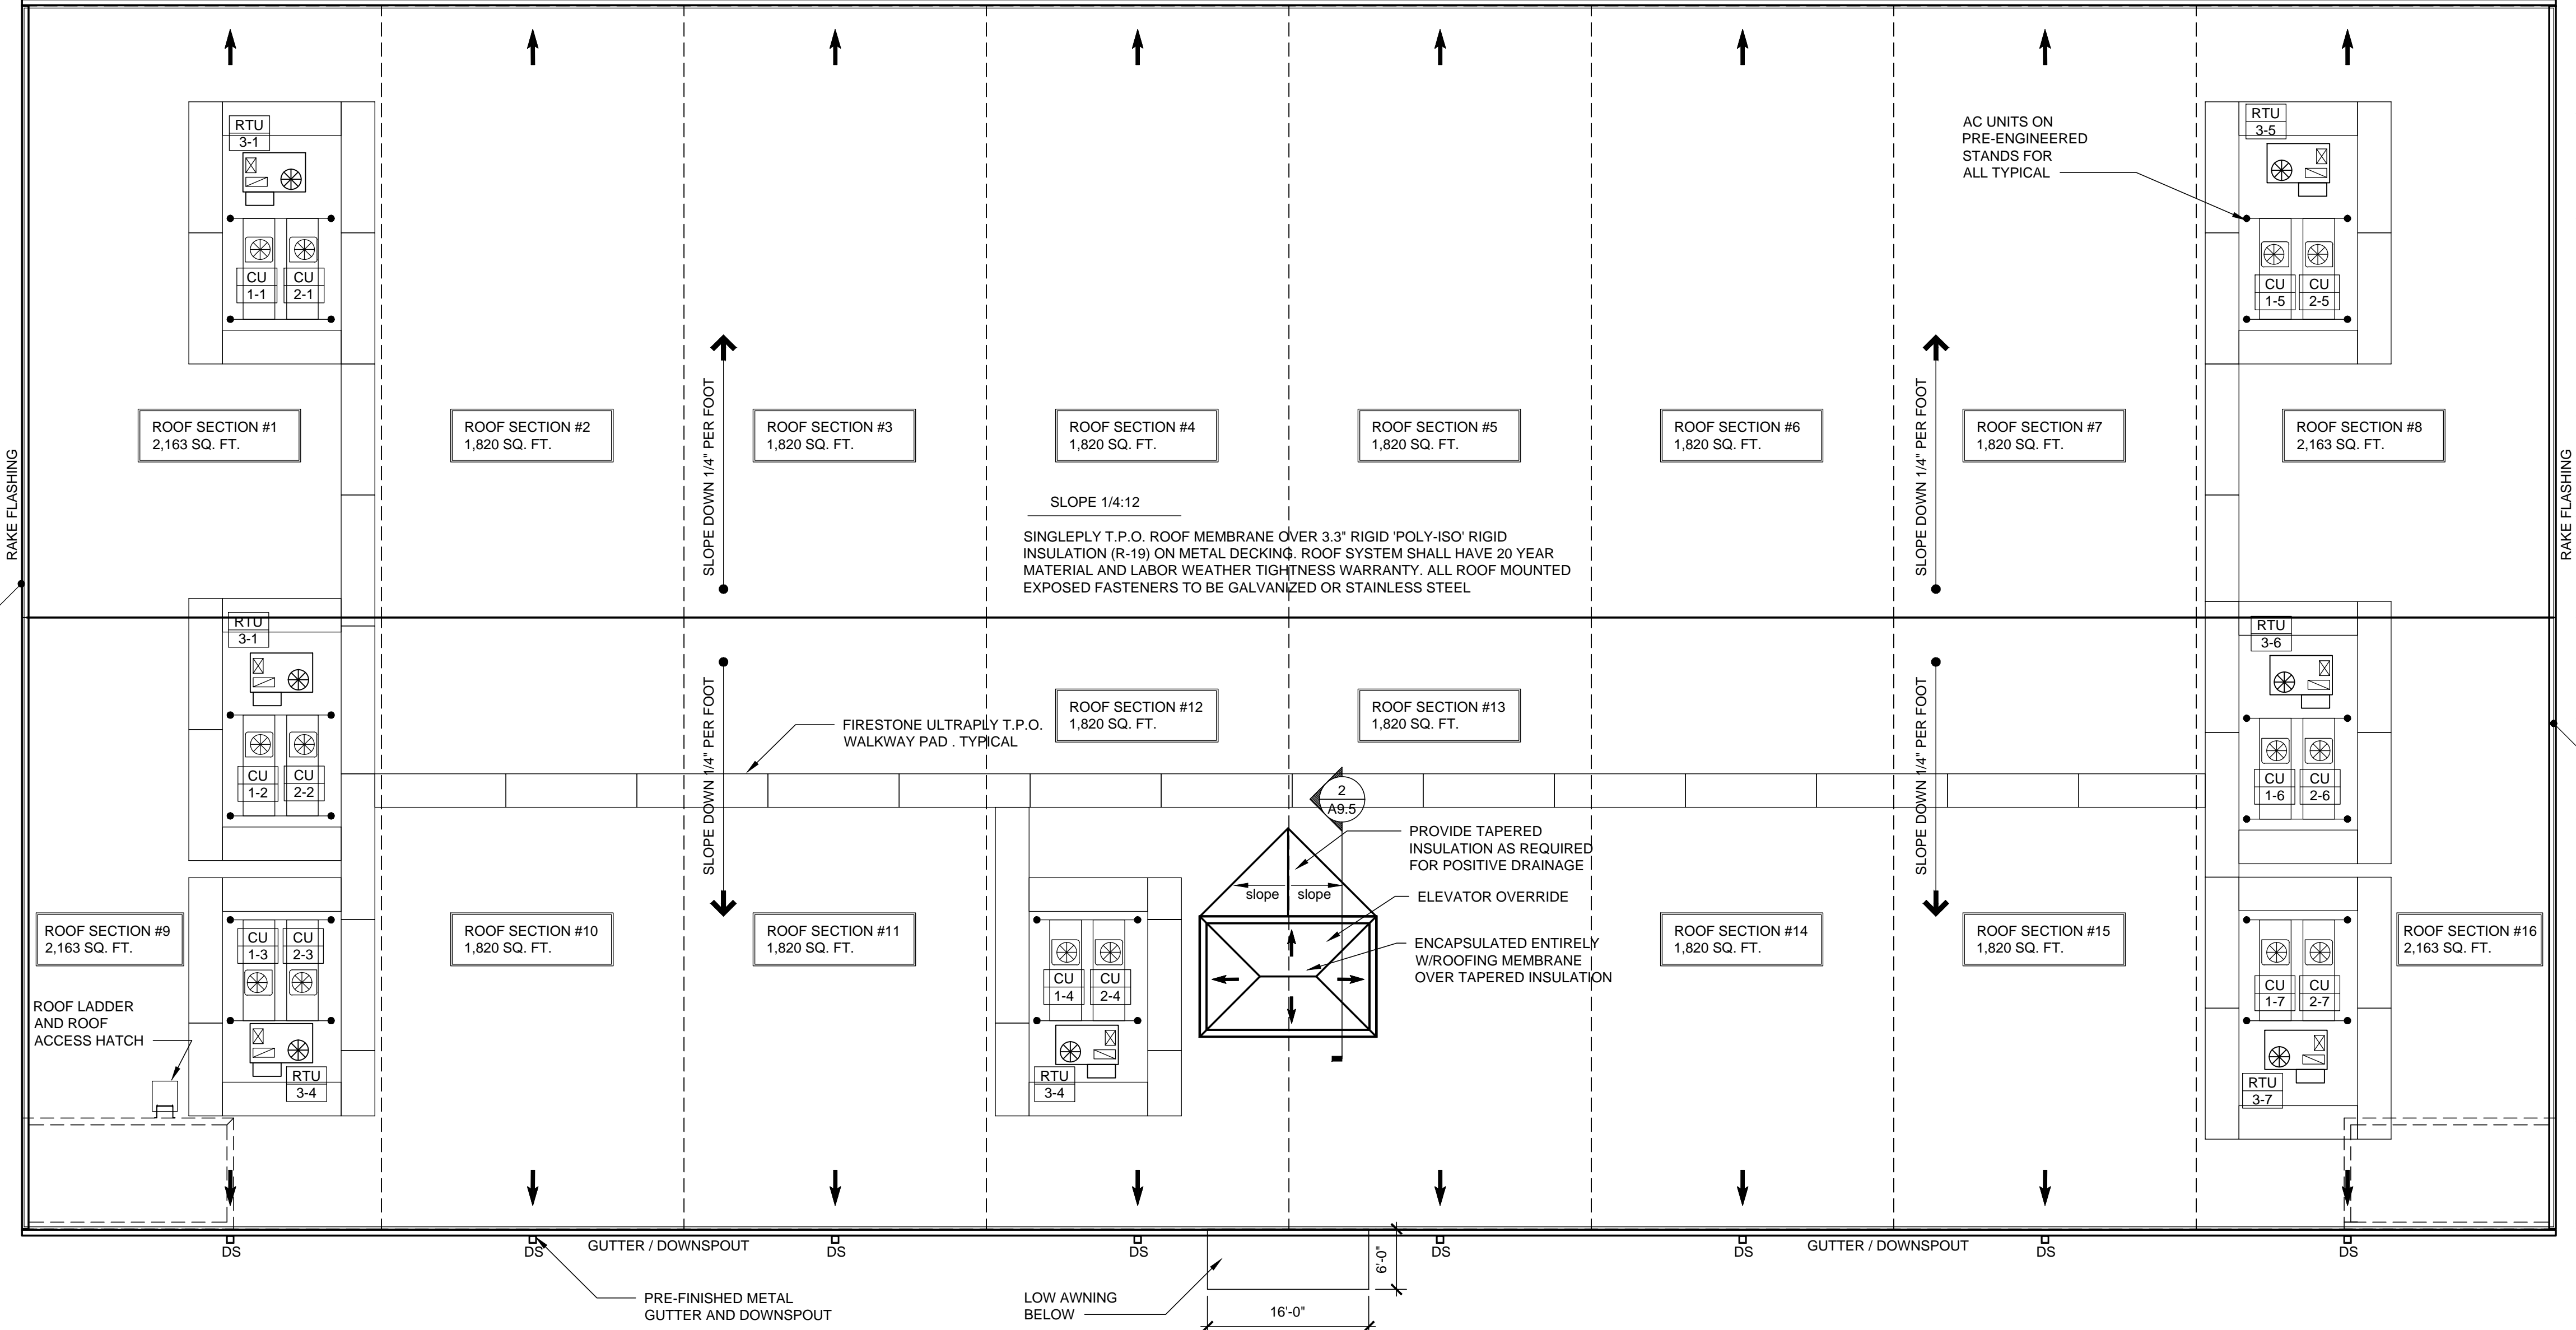 RTU
3-1
CU
1-1
CU
2-1
AC UNITS ON
PRE-ENGINEERED
STANDS FOR
ALL TYPICAL
RTU
3-5
CU
1-5
CU
2-5
RAKE FLASHING
ROOF SECTION #1
2,163 SQ. FT.
ROOF SECTION #2
1,820 SQ. FT.
SLOPE DOWN 1/4" PER FOOT
ROOF SECTION #3
1,820 SQ. FT.
ROOF SECTION #4
1,820 SQ. FT.
ROOF SECTION #5
1,820 SQ. FT.
ROOF SECTION #6
1,820 SQ. FT.
SLOPE DOWN 1/4" PER FOOT
ROOF SECTION #7
1,820 SQ. FT.
ROOF SECTION #8
2,163 SQ. FT.
RAKE FLASHING
SLOPE 1/4:12
SINGLEPLY T.P.O. ROOF MEMBRANE OVER 3.3" RIGID 'POLY-ISO' RIGID
INSULATION (R-19) ON METAL DECKING. ROOF SYSTEM SHALL HAVE 20 YEAR
MATERIAL AND LABOR WEATHER TIGHTNESS WARRANTY. ALL ROOF MOUNTED
EXPOSED FASTENERS TO BE GALVANIZED OR STAINLESS STEEL
RTU
3-1
CU
1-2
CU
2-2
SLOPE DOWN 1/4" PER FOOT
FIRESTONE ULTRAPLY T.P.O.
WALKWAY PAD . TYPICAL
ROOF SECTION #12
1,820 SQ. FT.
ROOF SECTION #13
1,820 SQ. FT.
SLOPE DOWN 1/4" PER FOOT
RTU
3-6
CU
1-6
CU
2-6
2
A9.5
PROVIDE TAPERED
INSULATION AS REQUIRED
FOR POSITIVE DRAINAGE
slope
slope
ELEVATOR OVERRIDE
ENCAPSULATED ENTIRELY
W/ROOFING MEMBRANE
OVER TAPERED INSULATION
ROOF SECTION #9
2,163 SQ. FT.
CU
1-3
CU
2-3
RTU
3-4
ROOF SECTION #10
1,820 SQ. FT.
ROOF SECTION #11
1,820 SQ. FT.
CU
1-4
CU
2-4
RTU
3-4
ROOF SECTION #14
1,820 SQ. FT.
ROOF SECTION #15
1,820 SQ. FT.
CU
1-7
CU
2-7
RTU
3-7
ROOF SECTION #16
2,163 SQ. FT.
ROOF LADDER
AND ROOF
ACCESS HATCH
DS
DS
GUTTER / DOWNSPOUT
DS
DS
6'-0"
DS
DS
GUTTER / DOWNSPOUT
DS
DS
PRE-FINISHED METAL
GUTTER AND DOWNSPOUT
LOW AWNING
BELOW
16'-0"